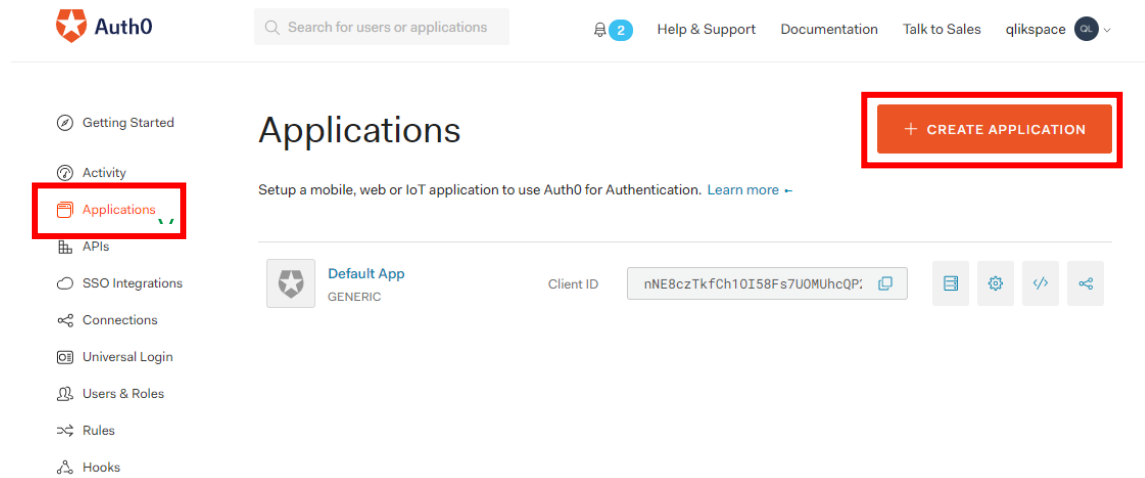 Auth0
Search for users or applications
2
Help & Support
Documentation
Talk to Sales
qlikspace
QL
Getting Started
Activity
Applications
APIs
SSO Integrations
Connections
Universal Login
Users & Roles
Rules
Hooks
Applications
+ CREATE APPLICATION
Setup a mobile, web or IoT application to use Auth0 for Authentication. Learn more
Default App
GENERIC
Client ID
nNE8czTkfCh1OI58Fs7UOMUhcQP2